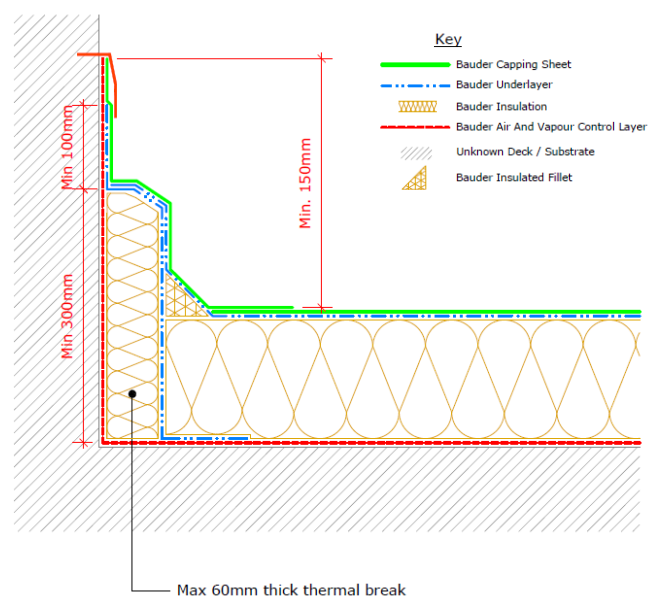 Key
Bauder Capping Sheet
Bauder Underlayer
Bauder Insulation
Bauder Air And Vapour Control Layer
Unknown Deck / Substrate
Bauder Insulated Fillet
Min 100mm
Min. 150mm
Min 300mm
Max 60mm thick thermal break